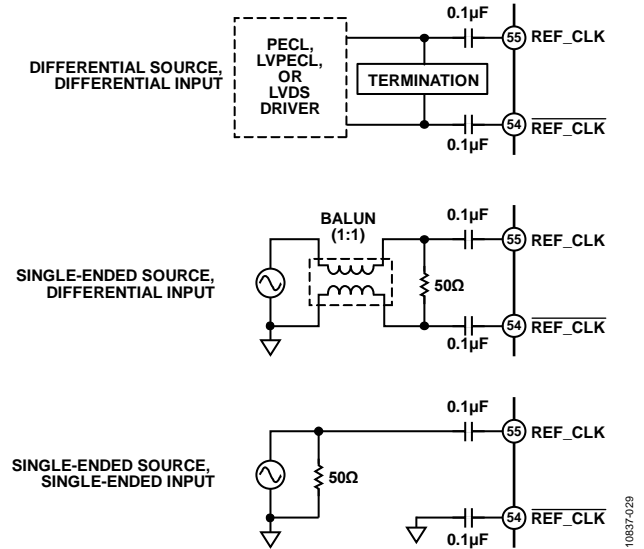 0.1µF
55 REF_CLK
DIFFERENTIAL SOURCE,
DIFFERENTIAL INPUT
PECL,
LVPECL,
OR
LVDS
DRIVER
TERMINATION
54 REF_CLK
0.1µF
BALUN
(1:1)
0.1µF
55 REF_CLK
SINGLE-ENDED SOURCE,
DIFFERENTIAL INPUT
50Ω
54 REF_CLK
0.1µF
0.1µF
55 REF_CLK
SINGLE-ENDED SOURCE,
SINGLE-ENDED INPUT
50Ω
54 REF_CLK
0.1µF
10837-029